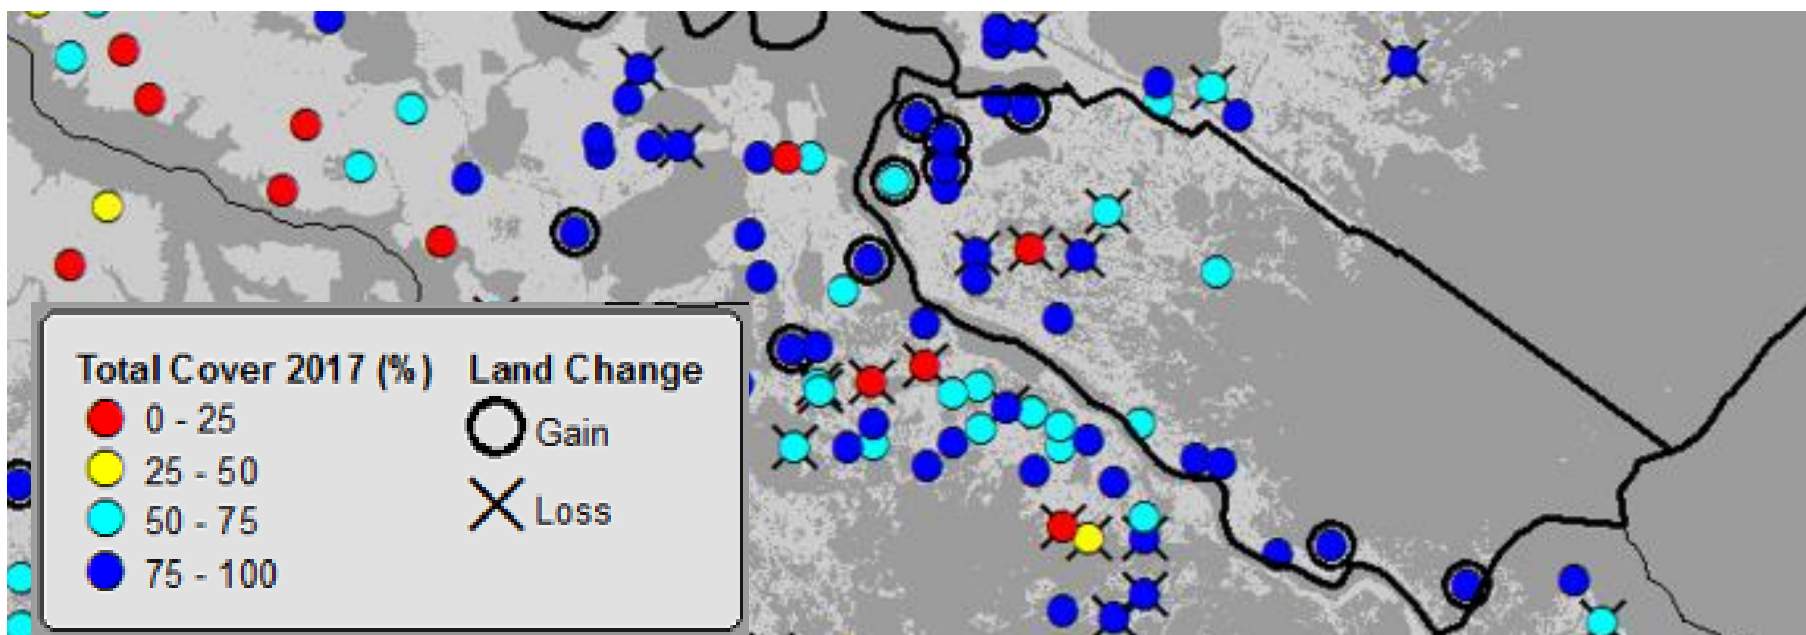 Total Cover 2017 (%)
0 - 25
25 - 50
50 - 75
75 - 100
Land Change
Gain
Loss